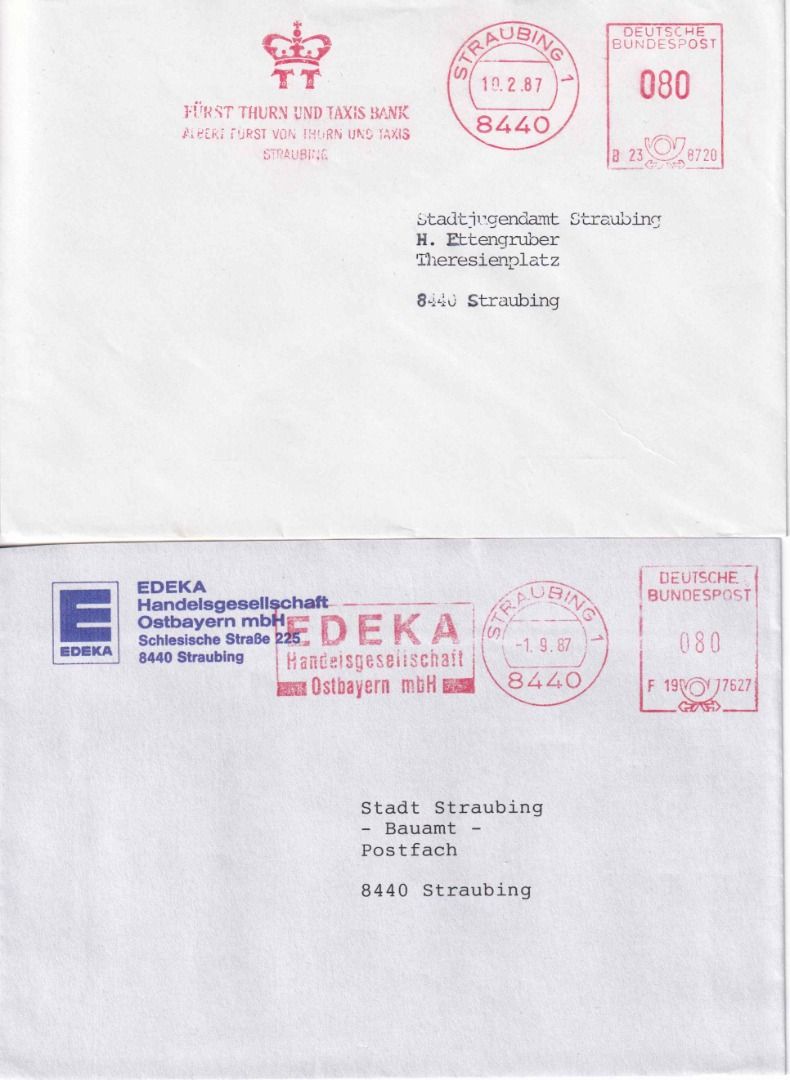 TT
FÜRST THURN UND TAXIS BANK
ALBERT FÜRST VON THURN UND TAXIS
STRAUBING
STRAUBING 1
10.2.87
8440
DEUTSCHE
BUNDESPOST
080
B 23 8720
Stadtjugendamt Straubing
H. Ettengruber
Theresienplatz
8440 Straubing
E
EDEKA
EDEKA
Handelsgesellschaft
Ostbayern mbH
Schlesische Straße 225
8440 Straubing
EDEKA
Handelsgesellschaft
Ostbayern mbH
STRAUBING 1
-1. 9. 87
8440
DEUTSCHE
BUNDESPOST
080
F 19 77627
Stadt Straubing
- Bauamt -
Postfach
8440 Straubing